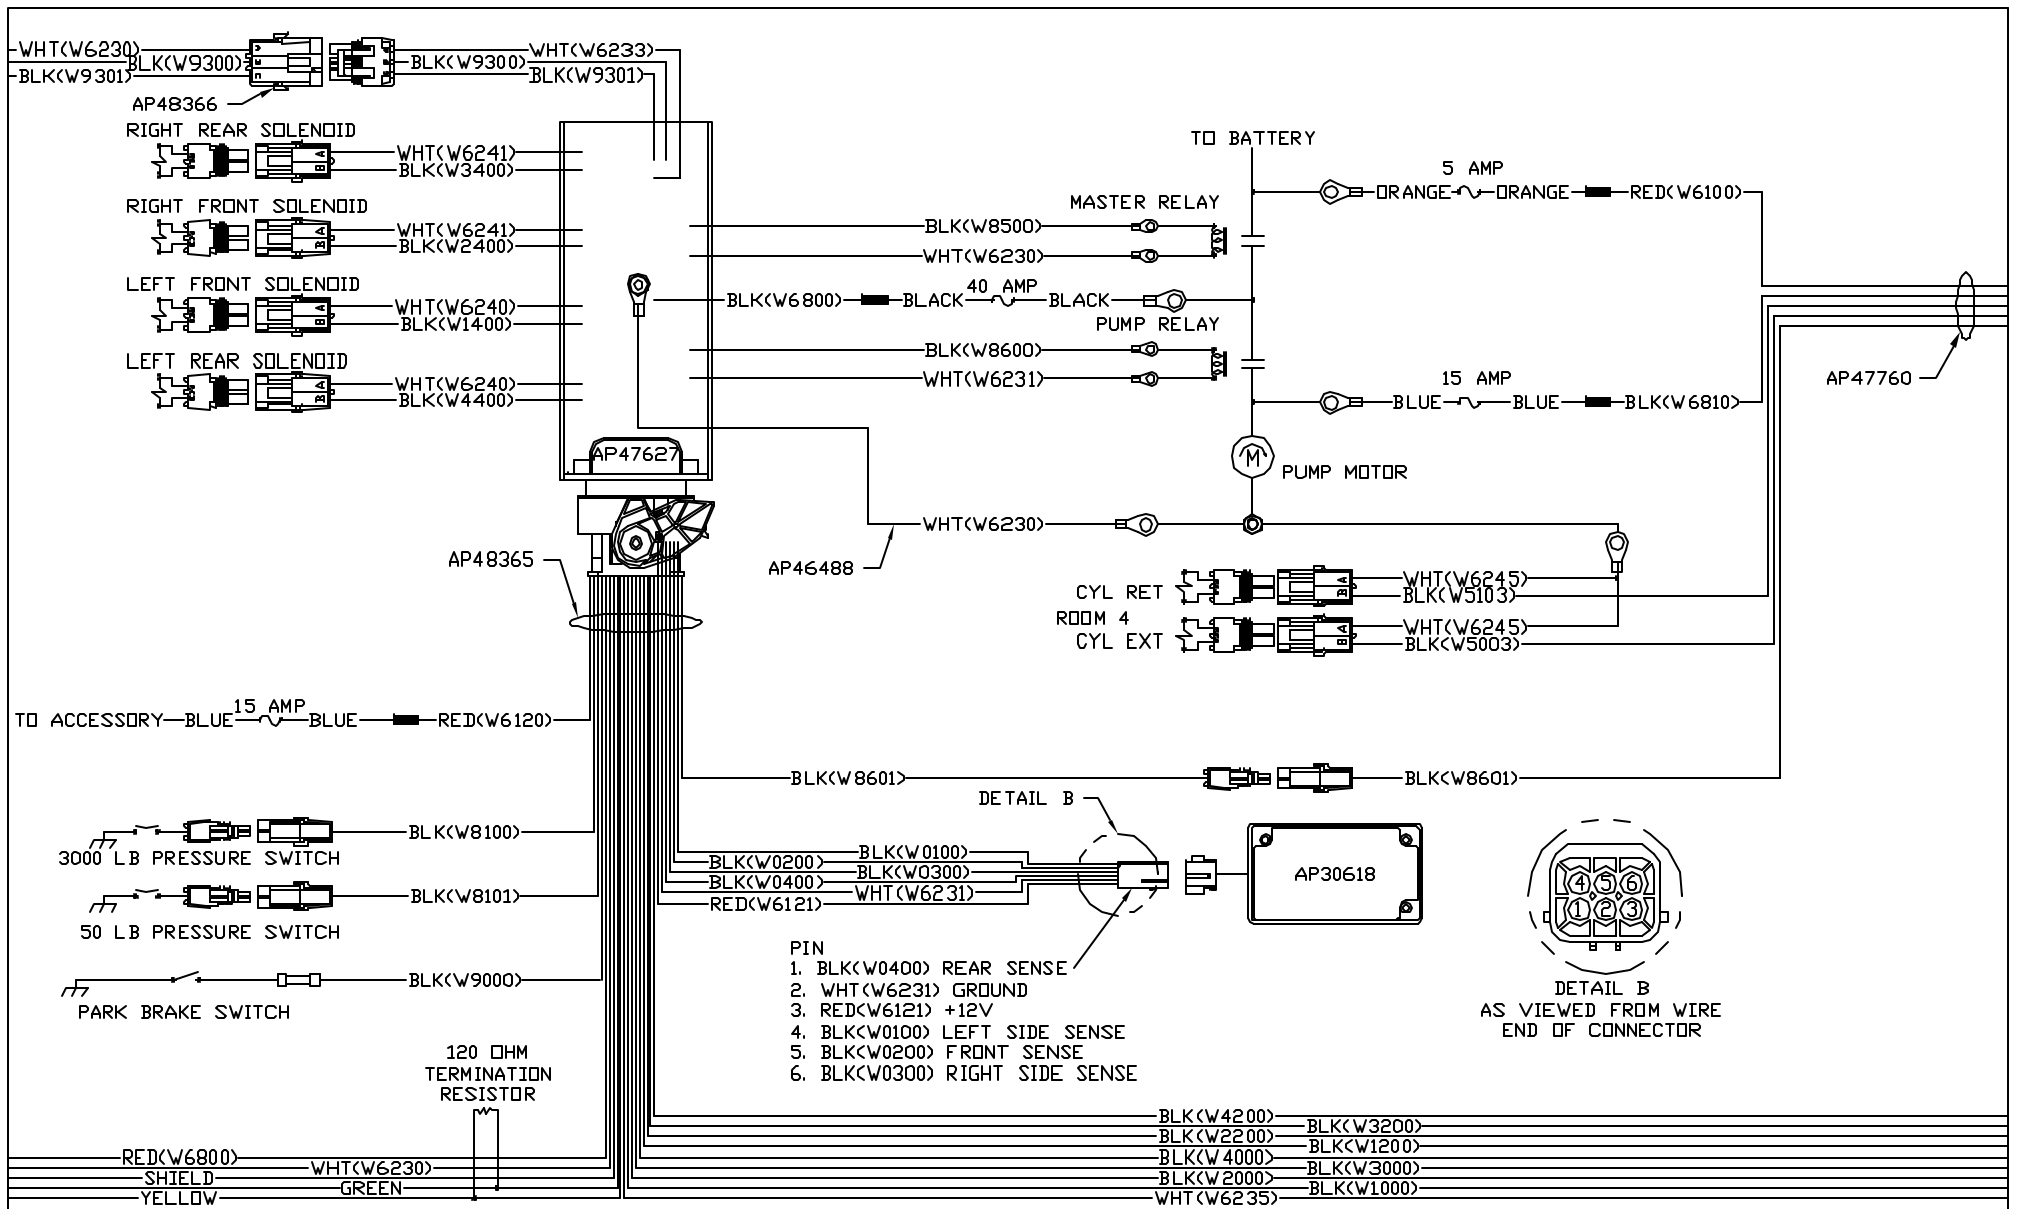 WHT(W6230)
BLK(W9300)
BLK(W9301)
WHT(W6233)
BLK(W9300)
BLK(W9301)
AP48366
RIGHT REAR SOLENOID
A
B
WHT(W6241)
BLK(W3400)
RIGHT FRONT SOLENOID
A
B
WHT(W6241)
BLK(W2400)
LEFT FRONT SOLENOID
A
B
WHT(W6240)
BLK(W1400)
LEFT REAR SOLENOID
A
B
WHT(W6240)
BLK(W4400)
AP47627
TO BATTERY
5 AMP
ORANGE
ORANGE
RED(W6100)
MASTER RELAY
BLK(W8500)
WHT(W6230)
40 AMP
BLK(W6800)
BLACK
BLACK
PUMP RELAY
BLK(W8600)
WHT(W6231)
15 AMP
BLUE
BLUE
BLK(W6810)
AP47760
M
PUMP MOTOR
WHT(W6230)
AP48365
AP46488
CYL RET
A
B
WHT(W6245)
BLK(W5103)
ROOM 4
CYL EXT
A
B
WHT(W6245)
BLK(W5003)
15 AMP
TO ACCESSORY
BLUE
BLUE
RED(W6120)
BLK(W8601)
BLK(W8601)
DETAIL B
BLK(W8100)
3000 LB PRESSURE SWITCH
BLK(W8101)
50 LB PRESSURE SWITCH
BLK(W9000)
PARK BRAKE SWITCH
BLK(W0100)
BLK(W0200)
BLK(W0300)
BLK(W0400)
WHT(W6231)
RED(W6121)
AP30618
4 5 6
1 2 3
PIN
1. BLK(W0400) REAR SENSE
2. WHT(W6231) GROUND
3. RED(W6121) +12V
4. BLK(W0100) LEFT SIDE SENSE
5. BLK(W0200) FRONT SENSE
6. BLK(W0300) RIGHT SIDE SENSE
DETAIL B
AS VIEWED FROM WIRE
END OF CONNECTOR
120 OHM
TERMINATION
RESISTOR
RED(W6800)
WHT(W6230)
SHIELD
GREEN
YELLOW
BLK(W4200)
BLK(W3200)
BLK(W2200)
BLK(W1200)
BLK(W4000)
BLK(W3000)
BLK(W2000)
BLK(W1000)
WHT(W6235)